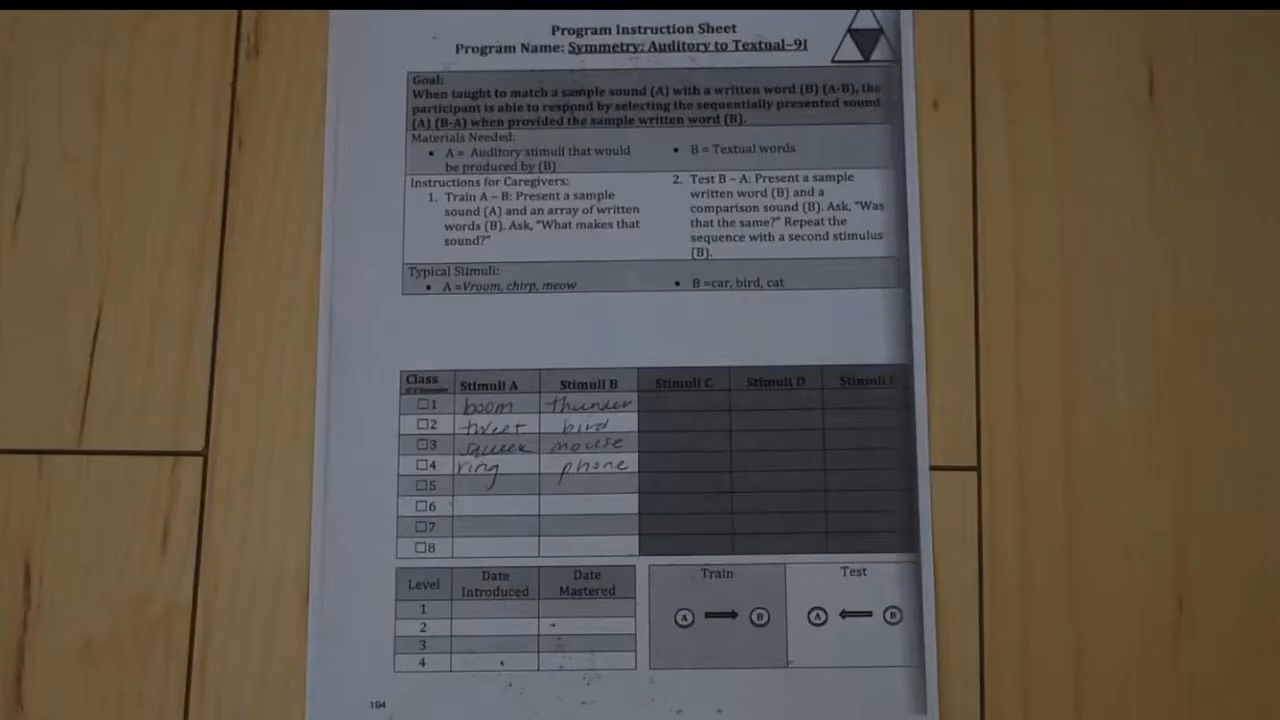 Program Instruction Sheet
Program Name: Symmetry: Auditory to Textual-9I
Goal:
When taught to match a sample sound (A) with a written word (B) (A-B), the
participant is able to respond by selecting the sequentially presented sound
(A) (B-A) when provided the sample written word (B).
Materials Needed:
• A = Auditory stimuli that would
be produced by (B)
• B = Textual words
Instructions for Caregivers:
1. Train A – B: Present a sample
sound (A) and an array of written
words (B). Ask, "What makes that
sound?"
2. Test B – A: Present a sample
written word (B) and a
comparison sound (B). Ask, "Was
that the same?" Repeat the
sequence with a second stimulus
(B).
Typical Stimuli:
• A =Vroom, chirp, meow
• B =car, bird, cat
Class Stimuli A Stimuli B Stimuli C Stimuli D Stimuli
1 boom thunder
2 tweet bird
3 squeek mouse
4 ring phone
5
6
7
8
Level Date Introduced Date Mastered
1
2
3
4
Train Test
A B A B
194